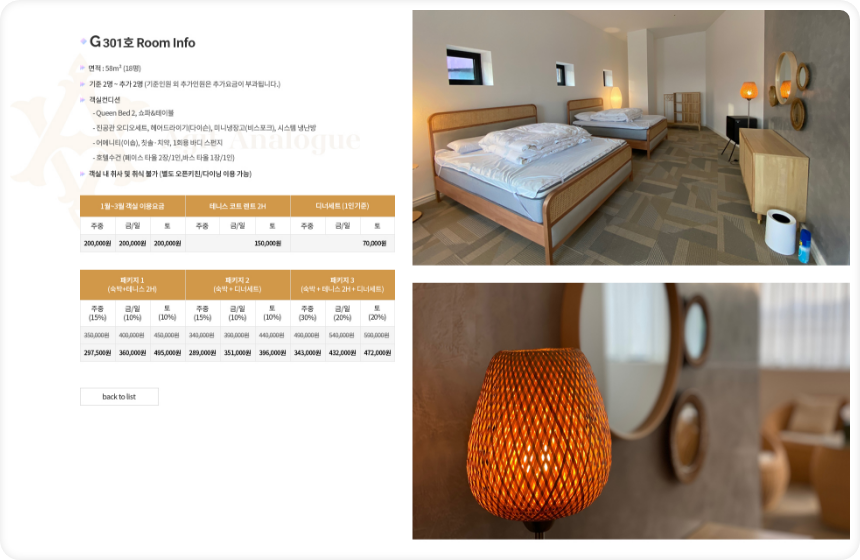 G 301호 Room Info
면적 : 58m² (18평)
기준 2명 ~ 추가 2명 (기준인원 외 추가인원은 추가요금이 부과됩니다.)
객실컨디션
- Queen Bed 2, 쇼파&테이블
- 진공관 오디오세트, 헤어드라이기(다이슨), 미니냉장고(비스포크), 시스템 냉난방
- 어메니티(이솝), 칫솔·치약, 1회용 바디스펀지
- 호텔수건 (페이스 타올 2장/1인,바스 타올 1장/1인)
Analogue
객실 내 취사 및 취식 불가 (별도 오픈키친/다이닝 이용 가능)
1월~3월 객실 이용요금 테니스 코트 렌트 2H 디너세트 (1인기준)
주중 금/일 토 주중 금/일 토 주중 금/일 토
200,000원 200,000원 200,000원 150,000원 70,000원
패키지 1 패키지 2 패키지 3
(숙박+테니스 2H) (숙박 + 디너세트) (숙박 + 테니스 2H + 디너세트)
주중 금/일 토 주중 금/일 토 주중 금/일 토
(15%) (10%) (10%) (15%) (10%) (10%) (30%) (20%) (20%)
350,000원 400,000원 450,000원 340,000원 390,000원 440,000원 490,000원 540,000원 590,000원
297,500원 360,000원 495,000원 289,000원 351,000원 396,000원 343,000원 432,000원 472,000원
back to list